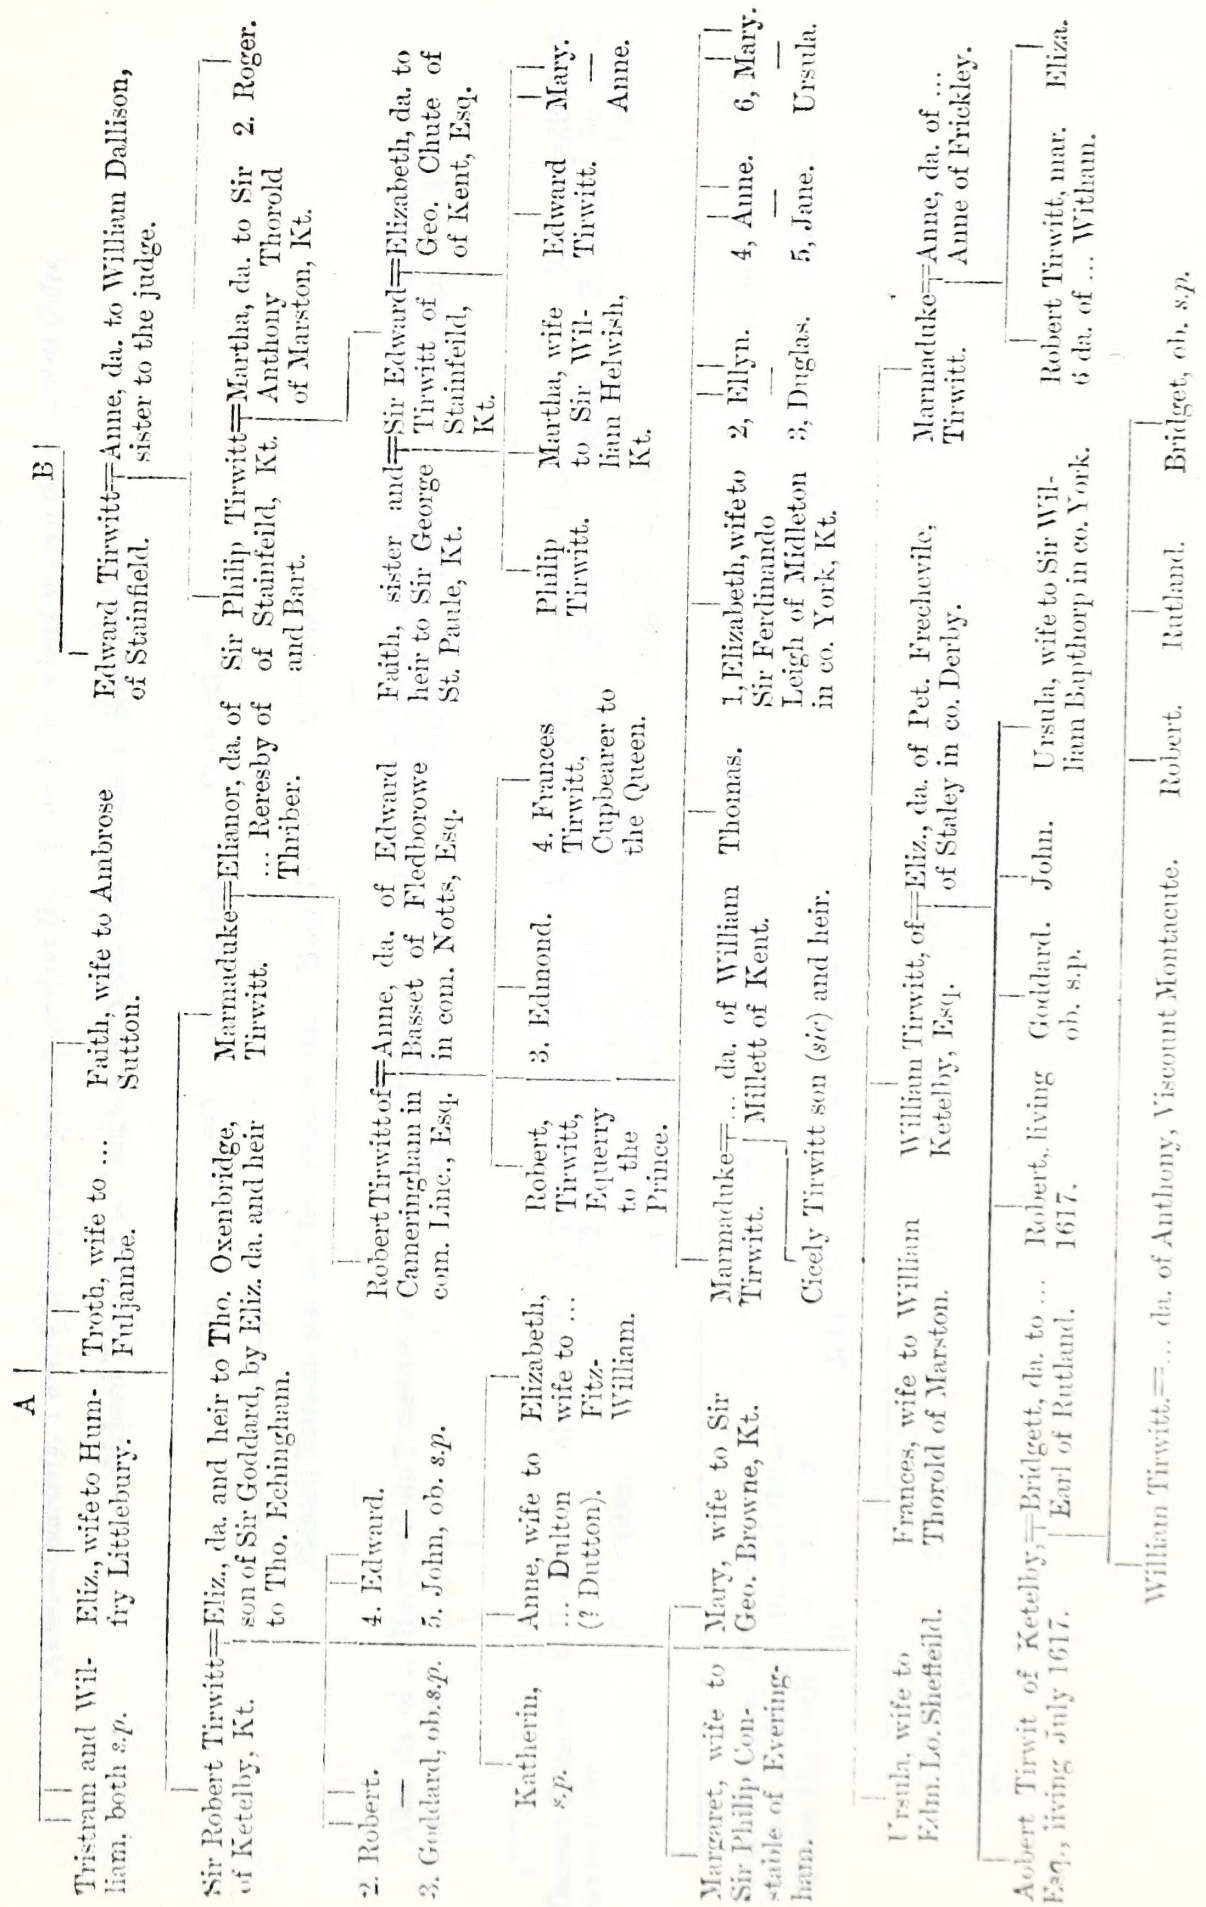 A
B
Tristram and Wil-
liam, both s.p.
Eliz., wife to Hum-
fry Littlebury.
Troth, wife to ...
Fuljambe.
Faith, wife to Ambrose
Sutton.
Edward Tirwitt=Anne, da. to William Dallison,
of Stainfield.
sister to the judge.
Sir Robert Tirwitt=Eliz., da. and heir to Tho. Oxenbridge,
of Ketelby, Kt.
son of Sir Goddard, by Eliz. da. and heir
to Tho. Echingham.
Marmaduke=Elianor, da. of
Tirwitt.
... Reresby of
Thriber.
Sir Philip Tirwitt=Martha, da. to Sir
of Stainfeild, Kt.
and Bart.
Anthony Thorold
of Marston, Kt.
2. Roger.
2. Robert.
—
3. Goddard, ob.s.p.
4. Edward.
—
5. John, ob. s.p.
Robert Tirwitt of=Anne, da. of Edward
Cameringham in
com. Linc., Esq.
Basset of Fledborowe
in com. Notts, Esq.
Faith, sister and=Sir Edward=Elizabeth, da. to
heir to Sir George
St. Paule, Kt.
Tirwitt of
Stainfeild,
Kt.
Geo. Chute of
of Kent, Esq.
Katherin,
s.p.
Anne, wife to
... Dulton
(? Dutton).
Elizabeth,
wife to ...
Fitz-
William.
Robert,
Tirwitt,
Equerry
to the
Prince.
3. Edmond.
4. Frances
Tirwitt,
Cupbearer to
the Queen.
Philip
Tirwitt.
Martha, wife
to Sir Wil-
liam Helwish,
Kt.
Edward
Tirwitt.
Mary.
—
Anne.
Margaret, wife to
Sir Philip Con-
stable of Evering-
ham.
Mary, wife to Sir
Geo. Browne, Kt.
Marmaduke=... da. of William
Tirwitt.
Millett of Kent.
Cicely Tirwitt son (sic) and heir.
Thomas.
1, Elizabeth, wife to
Sir Ferdinando
Leigh of Midleton
in co. York, Kt.
2, Ellyn.
—
3, Duglas.
4, Anne.
—
5, Jane.
6, Mary.
—
Ursula.
Ursula, wife to
Edm. Lo. Sheffeild.
Frances, wife to William
Thorold of Marston.
William Tirwitt, of=Eliz., da. of Pet. Frechevile,
Ketelby, Esq.
of Staley in co. Derby.
Marmaduke=Anne, da. of ...
Tirwitt.
Anne of Frickley.
Aobert Tirwit of Ketelby,=Bridgett, da. to ...
Esq., living July 1617.
Earl of Rutland.
Robert, living
1617.
Goddard.
ob. s.p.
John.
Ursula, wife to Sir Wil-
liam Bapthorp in co. York.
Robert Tirwitt, mar.
6 da. of ... Witham.
Eliza.
William Tirwitt.=... da. of Anthony, Viscount Montacute.
Robert.
Rutland.
Bridget, ob. s.p.